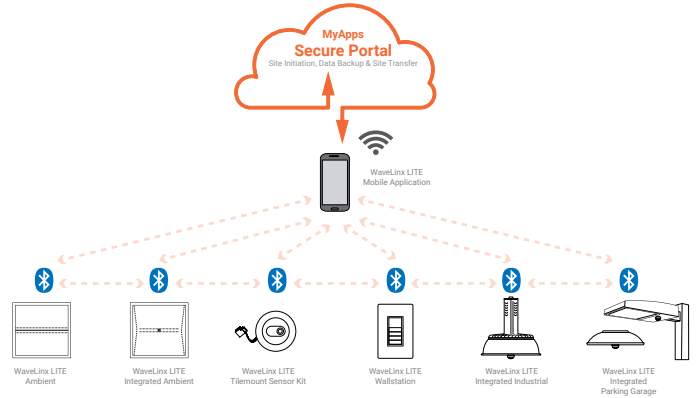 MyApps
Secure Portal
Site Initiation, Data Backup & Site Transfer
WaveLinx LITE
Mobile Application
WaveLinx LITE
Ambient
WaveLinx LITE
Integrated Ambient
WaveLinx LITE
Tilemount Sensor Kit
WaveLinx LITE
Wallstation
WaveLinx LITE
Integrated Industrial
WaveLinx LITE
Integrated
Parking Garage